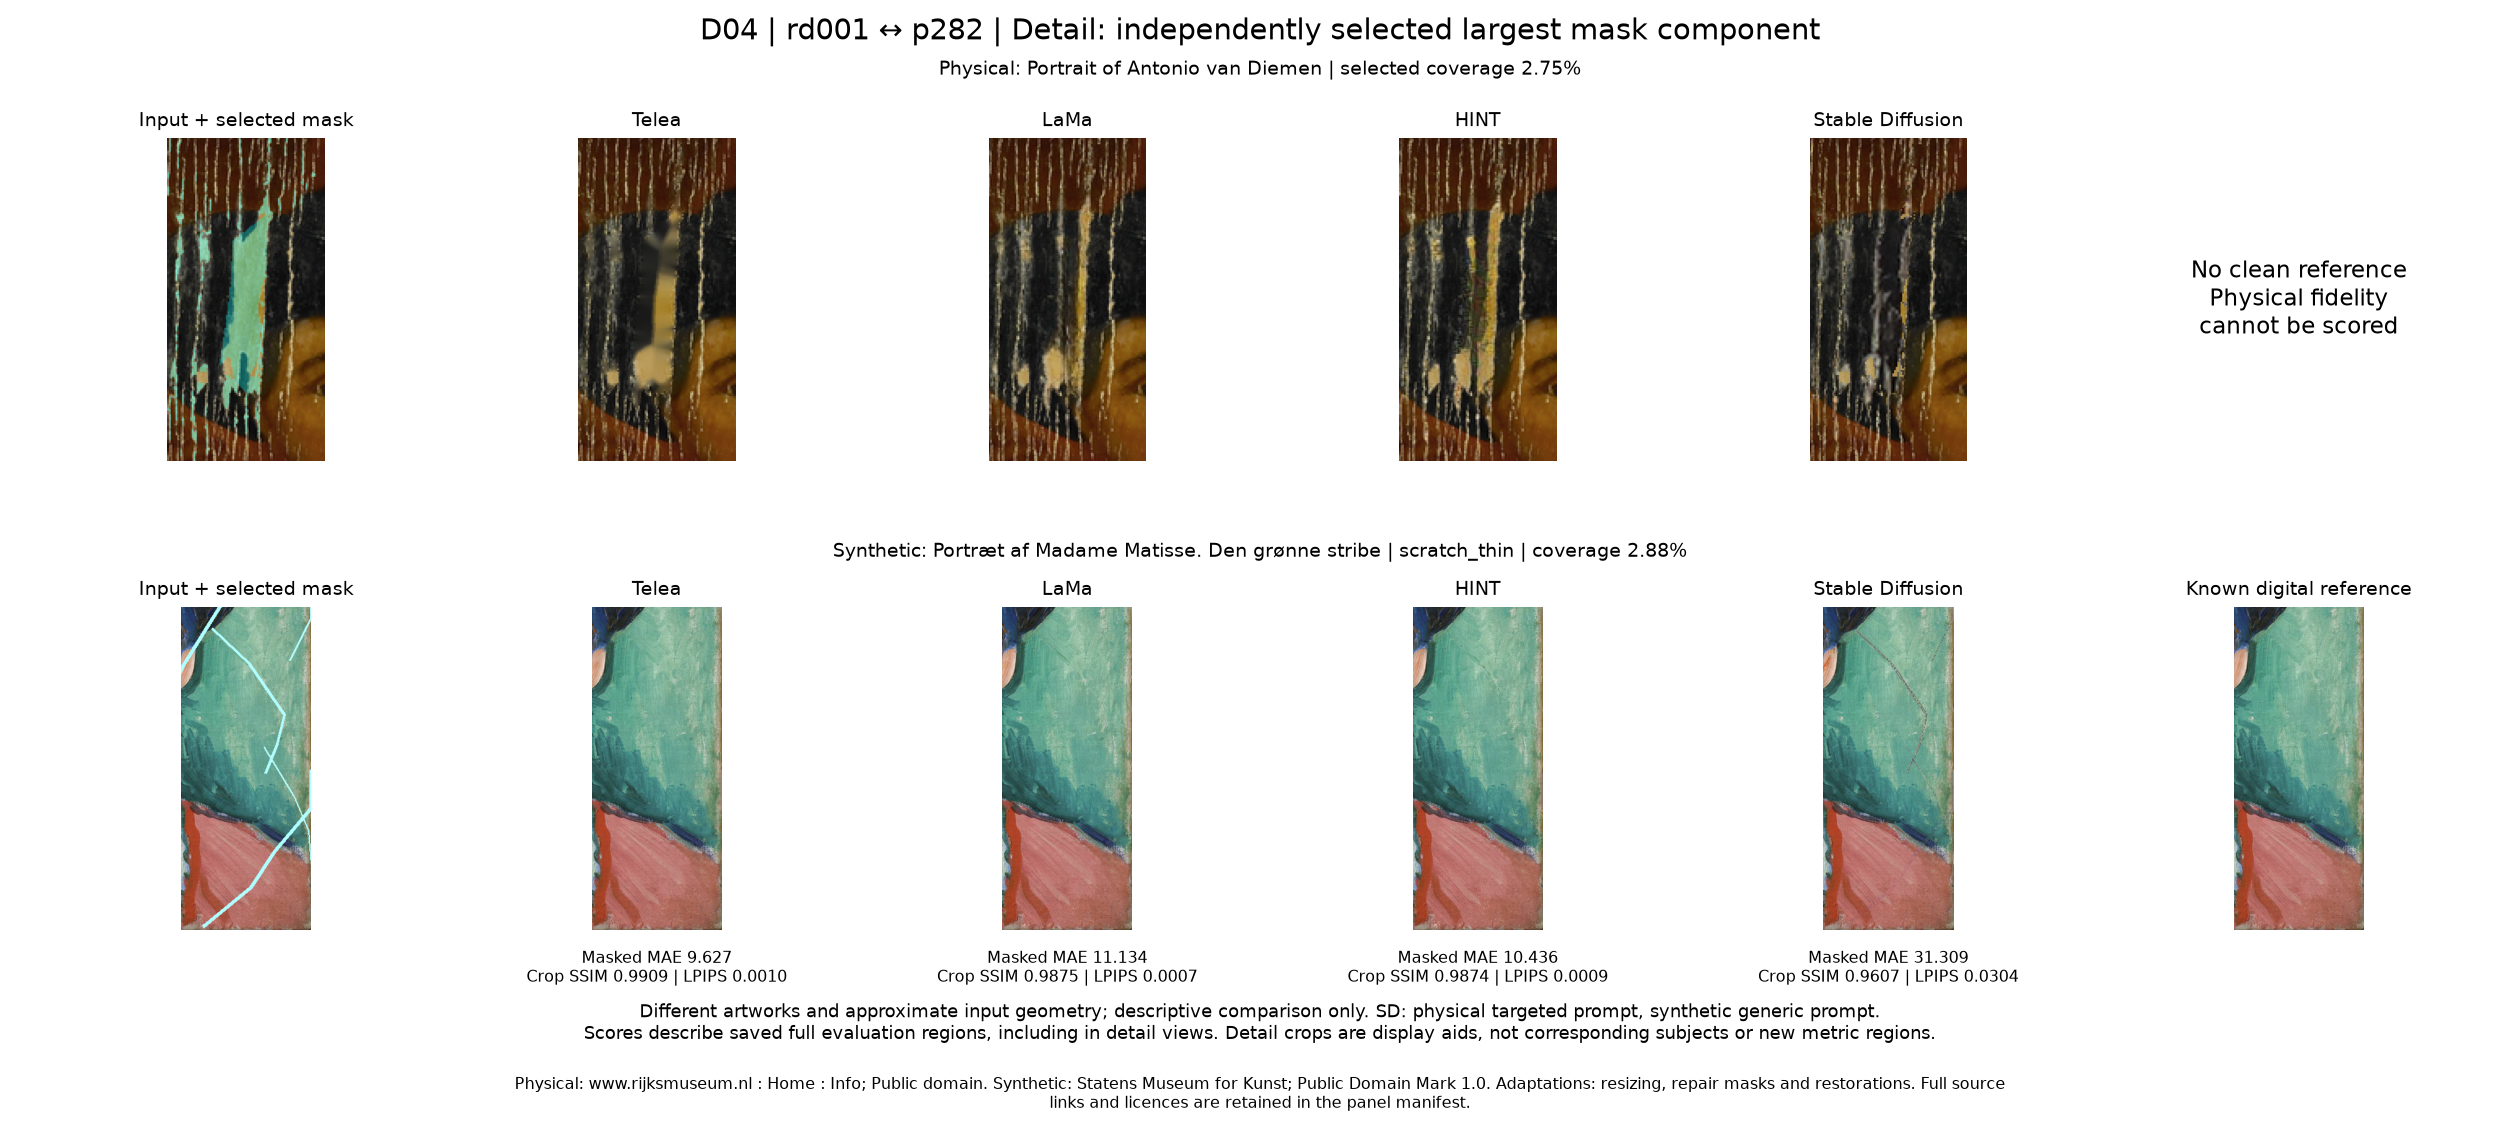 D04 | rd001 ↔ p282 | Detail: independently selected largest mask component
Physical: Portrait of Antonio van Diemen | selected coverage 2.75%
Input + selected mask
Telea
LaMa
HINT
Stable Diffusion
No clean reference
Physical fidelity
cannot be scored
Synthetic: Portræt af Madame Matisse. Den grønne stribe | scratch_thin | coverage 2.88%
Input + selected mask
Telea
LaMa
HINT
Stable Diffusion
Known digital reference
Masked MAE 9.627
Crop SSIM 0.9909 | LPIPS 0.0010
Masked MAE 11.134
Crop SSIM 0.9875 | LPIPS 0.0007
Masked MAE 10.436
Crop SSIM 0.9874 | LPIPS 0.0009
Masked MAE 31.309
Crop SSIM 0.9607 | LPIPS 0.0304
Different artworks and approximate input geometry; descriptive comparison only. SD: physical targeted prompt, synthetic generic prompt.
Scores describe saved full evaluation regions, including in detail views. Detail crops are display aids, not corresponding subjects or new metric regions.
Physical: www.rijksmuseum.nl : Home : Info; Public domain. Synthetic: Statens Museum for Kunst; Public Domain Mark 1.0. Adaptations: resizing, repair masks and restorations. Full source
links and licences are retained in the panel manifest.